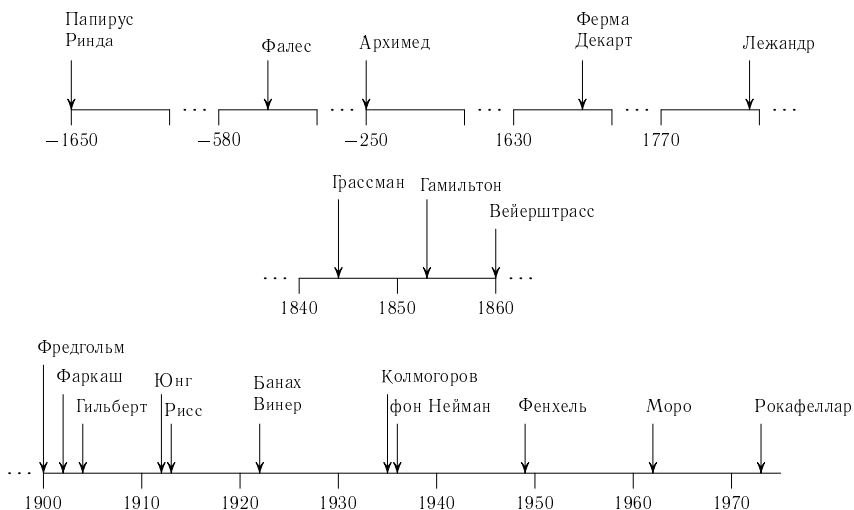 Папирус
Ринда
Фалес
Архимед
Ферма
Декарт
Лежандр
−1650
−580
−250
1630
1770
Грассман
Гамильтон
Вейерштрасс
1840
1850
1860
Фредгольм
Фаркаш
Гильберт
Юнг
Рисс
Банах
Винер
Колмогоров
фон Нейман
Фенхель
Моро
Рокафеллар
1900
1910
1920
1930
1940
1950
1960
1970